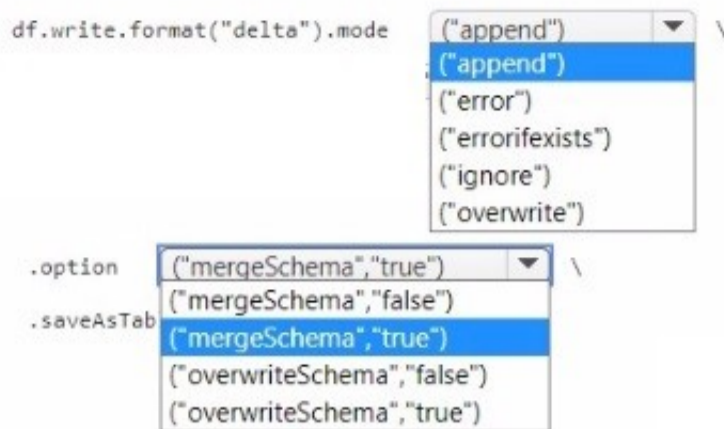 df.write.format("delta").mode ("append") \
("append")
("error")
("errorifexists")
("ignore")
("overwrite")
.option ("mergeSchema","true") \
("mergeSchema","false")
.saveAsTab
("mergeSchema","true")
("overwriteSchema","false")
("overwriteSchema","true")